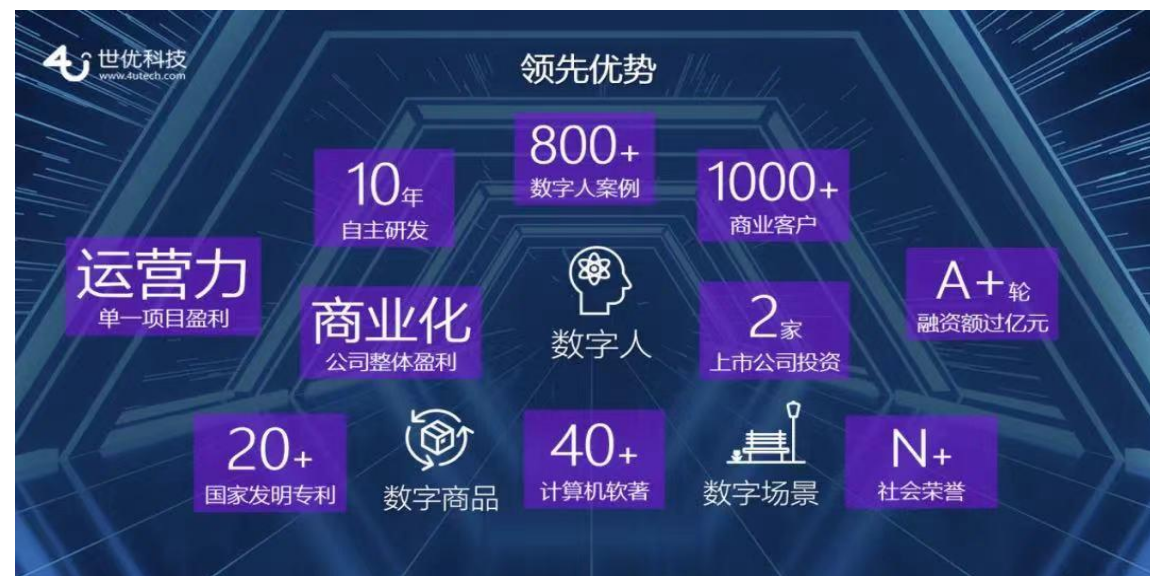 4U 世优科技
www.4utech.com
领先优势
800+
数字人案例
10年
自主研发
1000+
商业客户
运营力
单一项目盈利
商业化
公司整体盈利
数字人
2家
上市公司投资
A+轮
融资额过亿元
20+
国家发明专利
数字商品
40+
计算机软著
数字场景
N+
社会荣誉